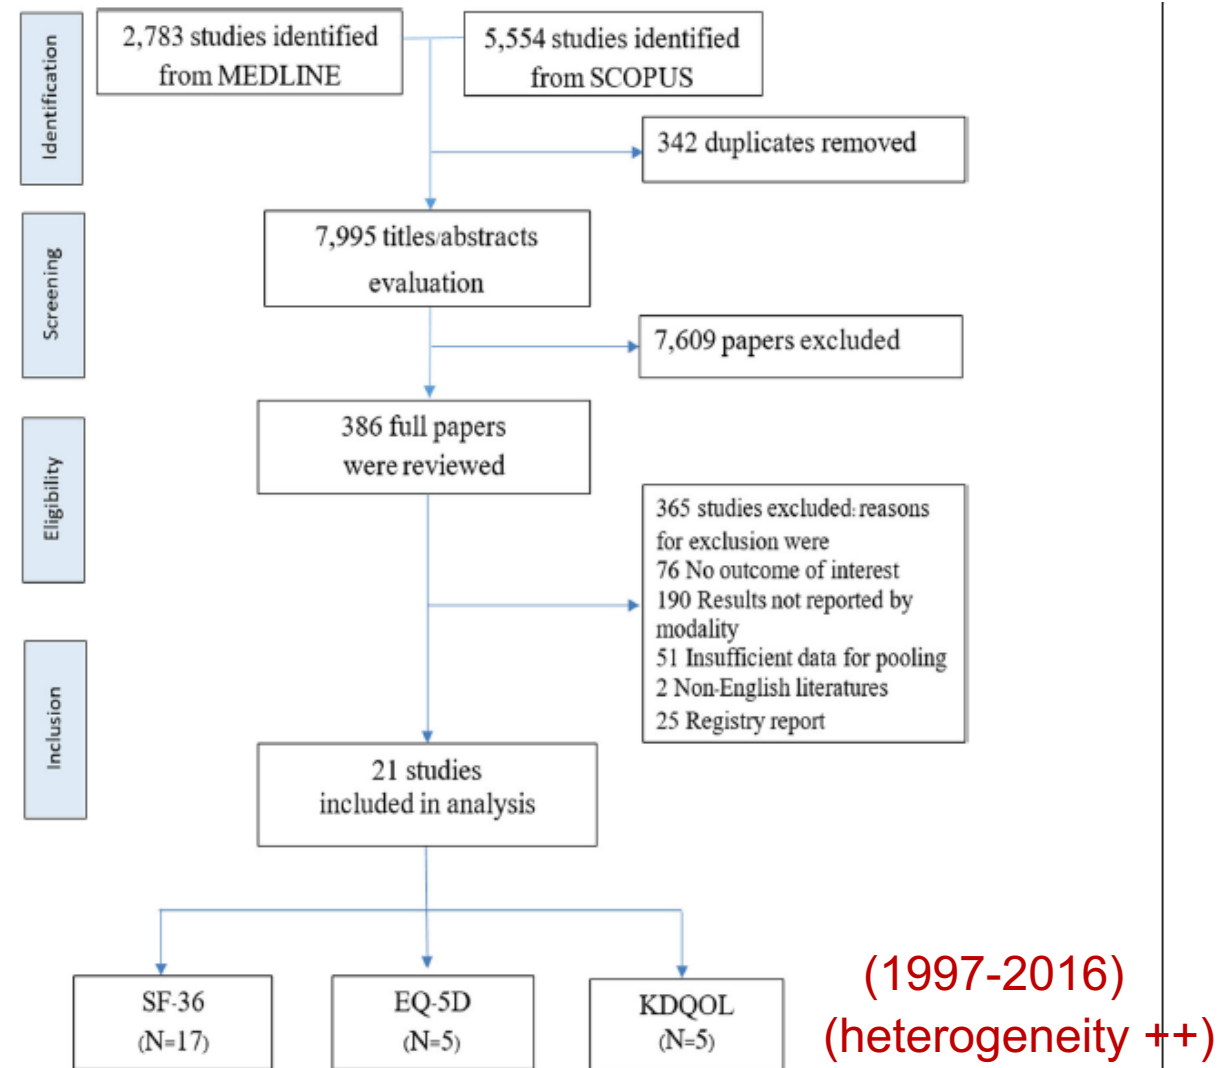 Identification
2,783 studies identified
from MEDLINE
5,554 studies identified
from SCOPUS
342 duplicates removed
Screening
7,995 titles/abstracts
evaluation
7,609 papers excluded
Eligibility
386 full papers
were reviewed
365 studies excluded: reasons
for exclusion were
76 No outcome of interest
190 Results not reported by
modality
51 Insufficient data for pooling
2 Non-English literatures
25 Registry report
Inclusion
21 studies
included in analysis
SF-36
(N=17)
EQ-5D
(N=5)
KDQOL
(N=5)
(1997-2016)
(heterogeneity ++)